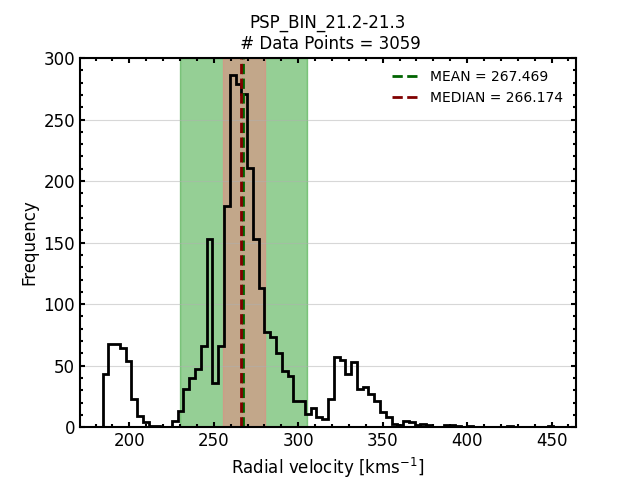 PSP_BIN_21.2-21.3
# Data Points = 3059
MEAN = 267.469
MEDIAN = 266.174
300
250
200
150
100
50
0
Frequency
200 250 300 350 400 450
Radial velocity [kms⁻¹]